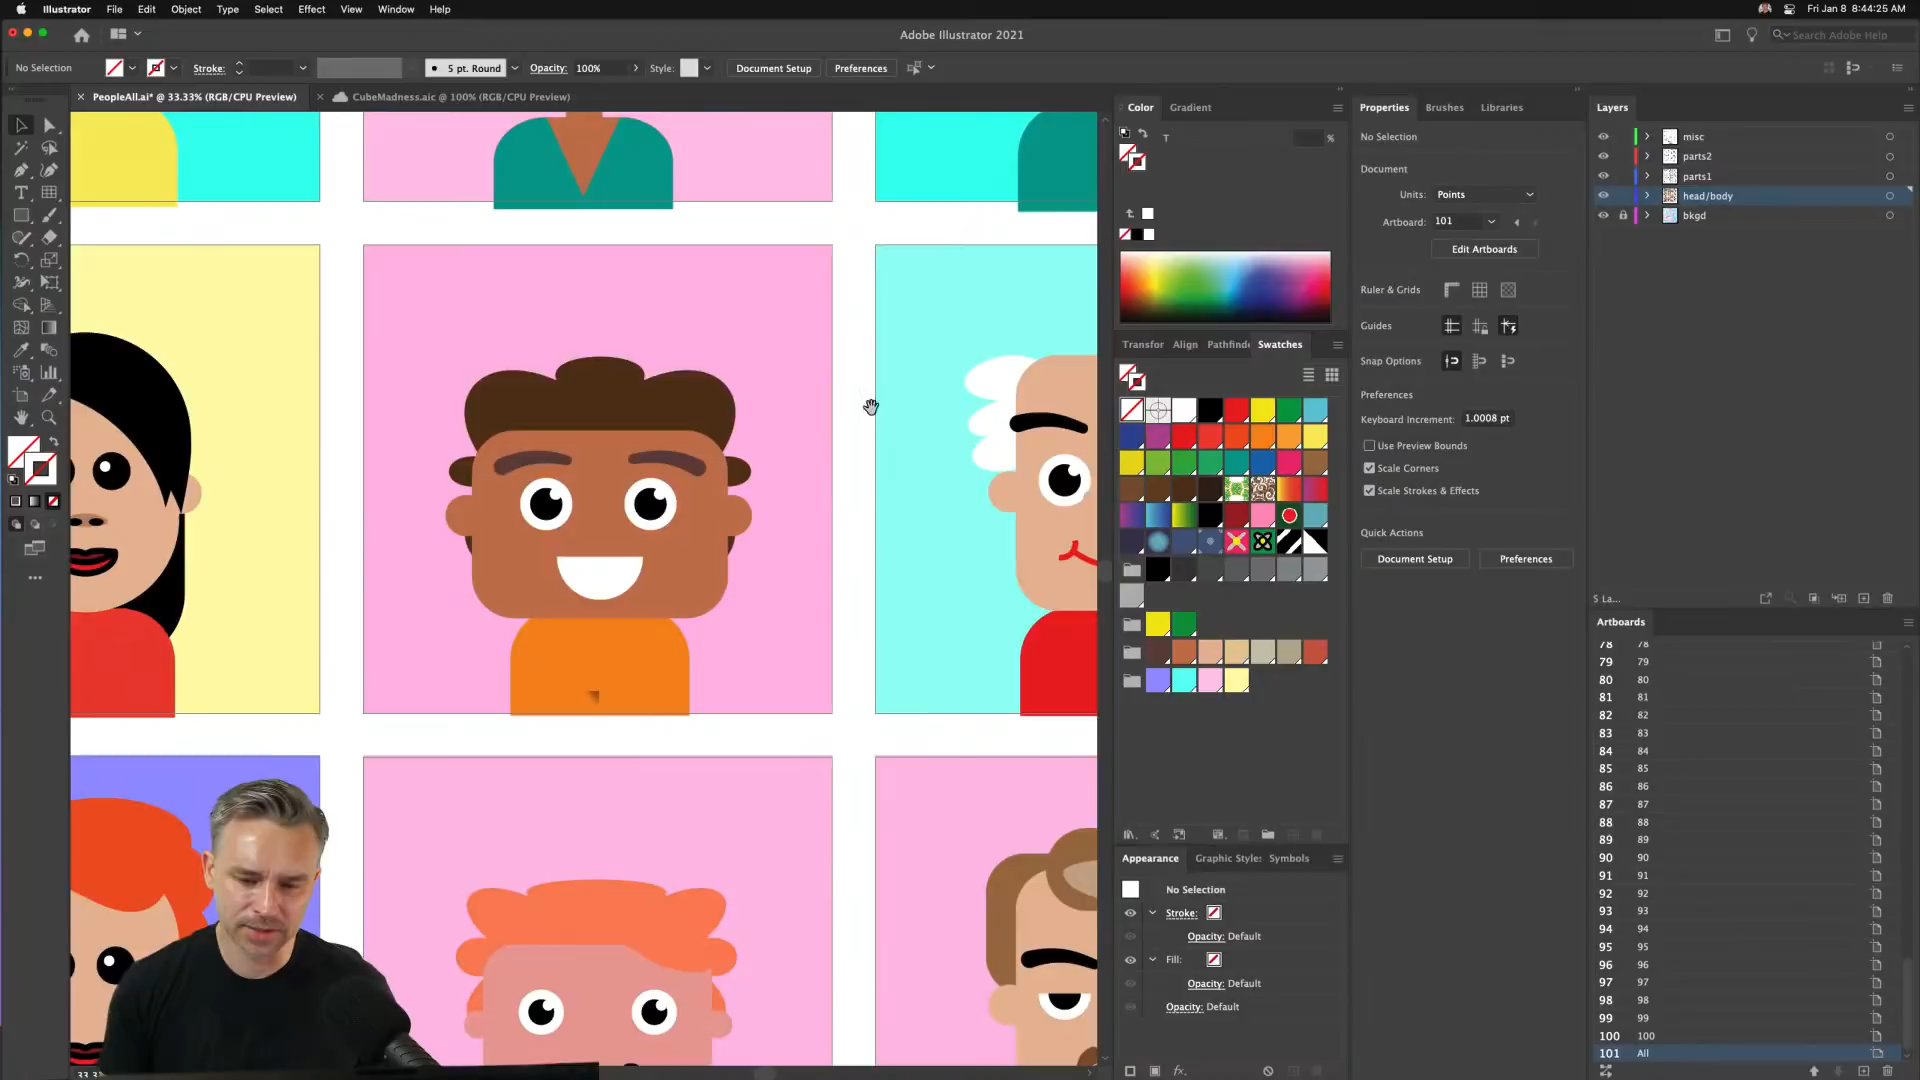 Illustrator File Edit Object Type Select Effect View Window Help Fri Jan 8 8:44:25 AM
Adobe Illustrator 2021 Search Adobe Help
No Selection Stroke: 5 pt. Round Opacity: 100% Style: Document Setup Preferences
PeopleAll.ai* @ 33.33% (RGB/CPU Preview) CubeMadness.aic @ 100% (RGB/CPU Preview)
Color Gradient
T %
Transfor Align Pathfinde Swatches
Appearance Graphic Style: Symbols
No Selection
Stroke:
Opacity: Default
Fill:
Opacity: Default
Opacity: Default
fx.
Properties Brushes Libraries
No Selection
Document
Units: Points
Artboard: 101
Edit Artboards
Ruler & Grids
Guides
Snap Options
Preferences
Keyboard Increment: 1.0008 pt
Use Preview Bounds
Scale Corners
Scale Strokes & Effects
Quick Actions
Document Setup Preferences
Layers
misc
parts2
parts1
head/body
bkgd
5 La...
Artboards
78 78
79 79
80 80
81 81
82 82
83 83
84 84
85 85
86 86
87 87
88 88
89 89
90 90
91 91
92 92
93 93
94 94
95 95
96 96
97 97
98 98
99 99
100 100
101 All